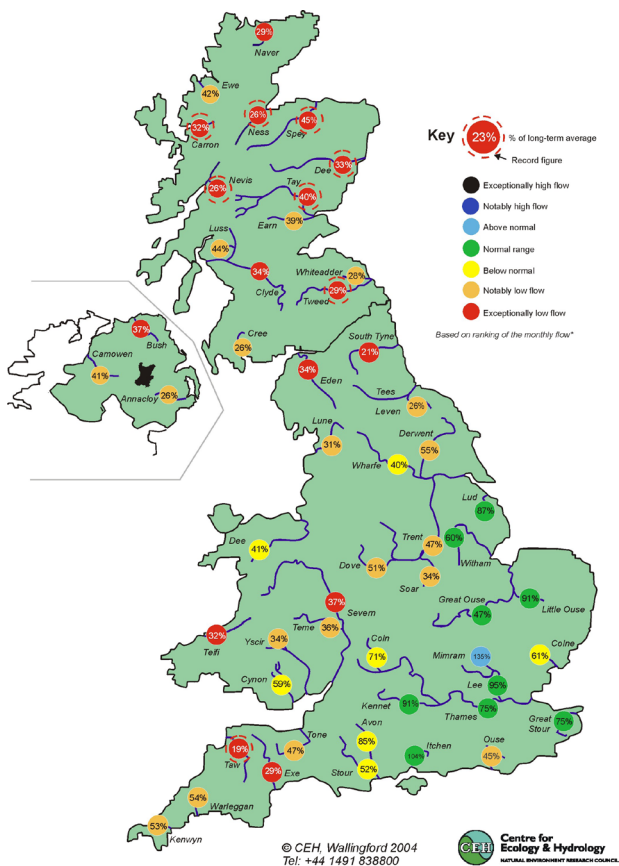 29%
Naver
Ewe
42%
32%
Carron
26%
Ness
45%
Spey
Dee
33%
Nevis
26%
Tay
40%
Earn
39%
Luss
44%
34%
Clyde
Whiteadder
28%
29%
Tweed
Cree
26%
Key
23%
% of long-term average
Record figure
Exceptionally high flow
Notably high flow
Above normal
Normal range
Below normal
Notably low flow
Exceptionally low flow
Based on ranking of the monthly flow*
37%
Bush
Camowen
41%
Annacloy
26%
South Tyne
21%
34%
Eden
Tees
Leven
26%
Lune
31%
Derwent
55%
Wharfe
40%
Lud
87%
Trent
47%
60%
Witham
Dee
41%
Dove
51%
Soar
34%
Great Ouse
47%
91%
Little Ouse
37%
Severn
32%
Teifi
Yscir
34%
Teme
36%
Coln
71%
Mimram
135%
Colne
61%
Cynon
59%
Lee
95%
Kennet
91%
Thames
75%
Great
Stour
75%
Tone
47%
Avon
85%
Itchen
104%
Ouse
45%
19%
Taw
29%
Exe
Stour
52%
54%
Warleggan
53%
Kenwyn
© CEH, Wallingford 2004
Tel: +44 1491 838800
CEH
Centre for
Ecology & Hydrology
NATURAL ENVIRONMENT RESEARCH COUNCIL